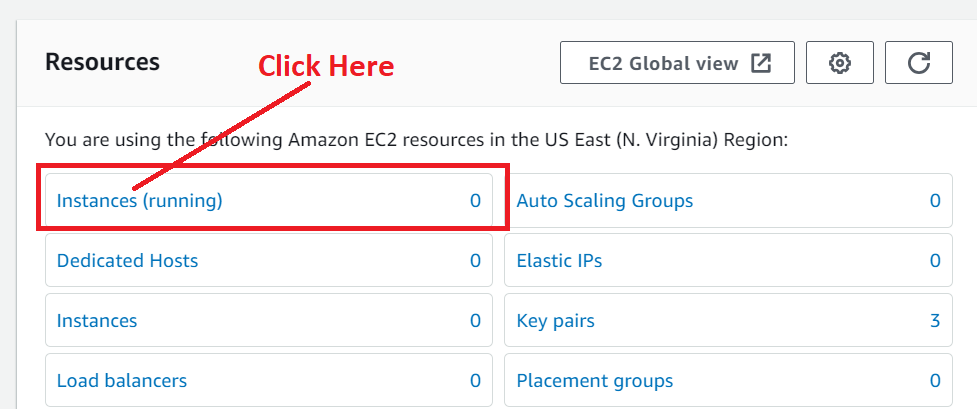 Resources
Click Here
EC2 Global view
You are using the following Amazon EC2 resources in the US East (N. Virginia) Region:
Instances (running) 0
Auto Scaling Groups 0
Dedicated Hosts 0
Elastic IPs 0
Instances 0
Key pairs 3
Load balancers 0
Placement groups 0